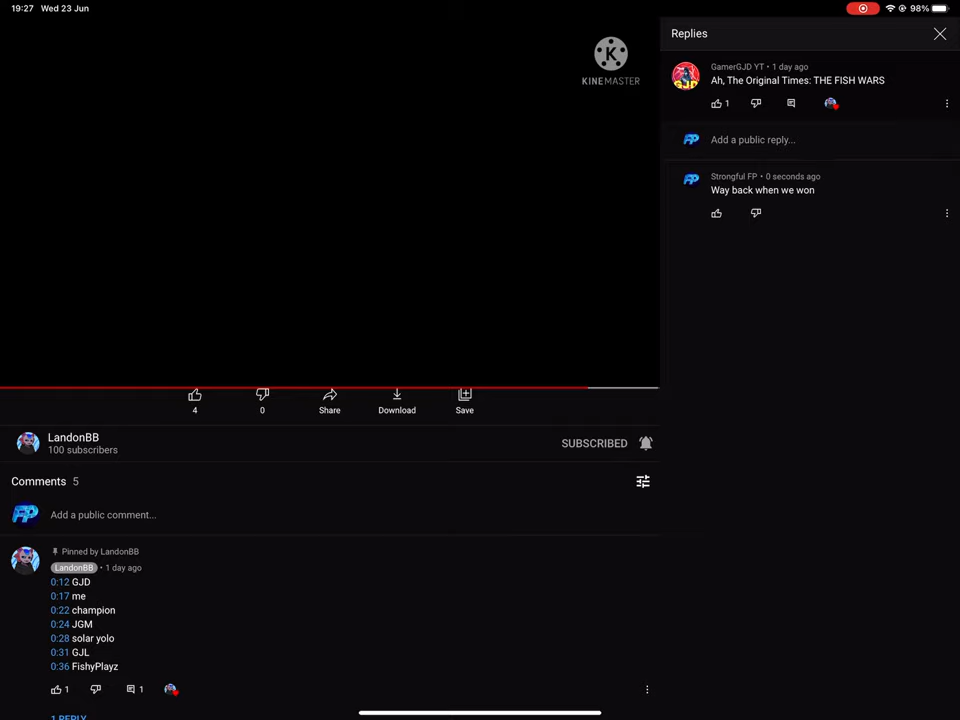 19:27 Wed 23 Jun
98%
K
KINEMASTER
4
0
Share
Download
Save
LandonBB
100 subscribers
SUBSCRIBED
Comments 5
FP
Add a public comment...
Pinned by LandonBB
LandonBB • 1 day ago
0:12 GJD
0:17 me
0:22 champion
0:24 JGM
0:28 solar yolo
0:31 GJL
0:36 FishyPlayz
1
1
1 REPLY
Replies
GJD
GamerGJD YT • 1 day ago
Ah, The Original Times: THE FISH WARS
1
FP
Add a public reply...
FP
Strongful FP • 0 seconds ago
Way back when we won